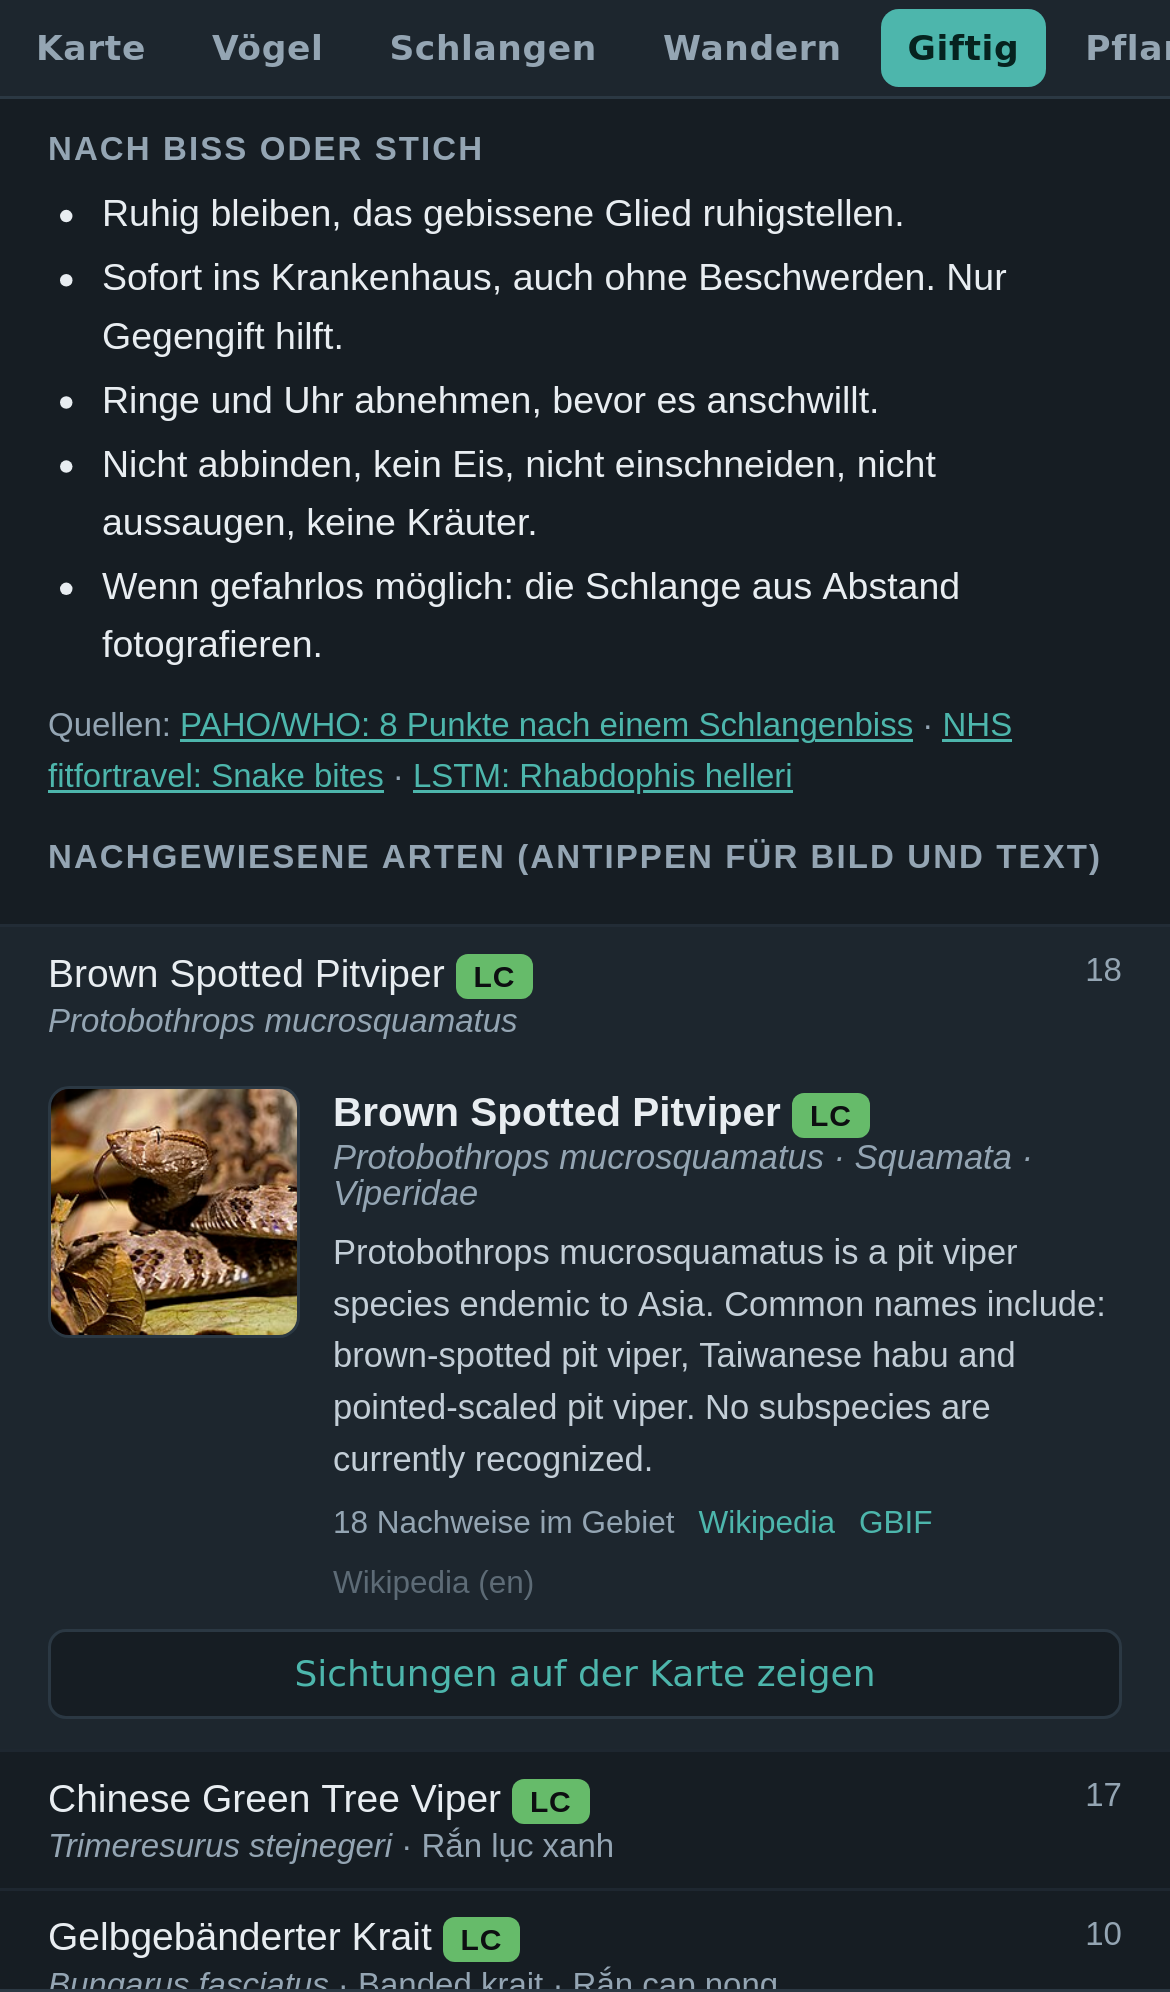 Karte Vögel Schlangen Wandern Giftig
NACH BISS ODER STICH
• Ruhig bleiben, das gebissene Glied ruhigstellen.
• Sofort ins Krankenhaus, auch ohne Beschwerden. Nur
Gegengift hilft.
• Ringe und Uhr abnehmen, bevor es anschwillt.
• Nicht abbinden, kein Eis, nicht einschneiden, nicht
aussaugen, keine Kräuter.
• Wenn gefahrlos möglich: die Schlange aus Abstand
fotografieren.
Quellen: PAHO/WHO: 8 Punkte nach einem Schlangenbiss · NHS
fitfortravel: Snake bites · LSTM: Rhabdophis helleri
NACHGEWIESENE ARTEN (ANTIPPEN FÜR BILD UND TEXT)
Brown Spotted Pitviper LC 18
Protobothrops mucrosquamatus
Brown Spotted Pitviper LC
Protobothrops mucrosquamatus · Squamata ·
Viperidae
Protobothrops mucrosquamatus is a pit viper
species endemic to Asia. Common names include:
brown-spotted pit viper, Taiwanese habu and
pointed-scaled pit viper. No subspecies are
currently recognized.
18 Nachweise im Gebiet Wikipedia GBIF
Wikipedia (en)
Sichtungen auf der Karte zeigen
Chinese Green Tree Viper LC 17
Trimeresurus stejnegeri · Rắn lục xanh
Gelbgebänderter Krait LC 10
Bungarus fasciatus · Banded krait · Rắn cạp nong